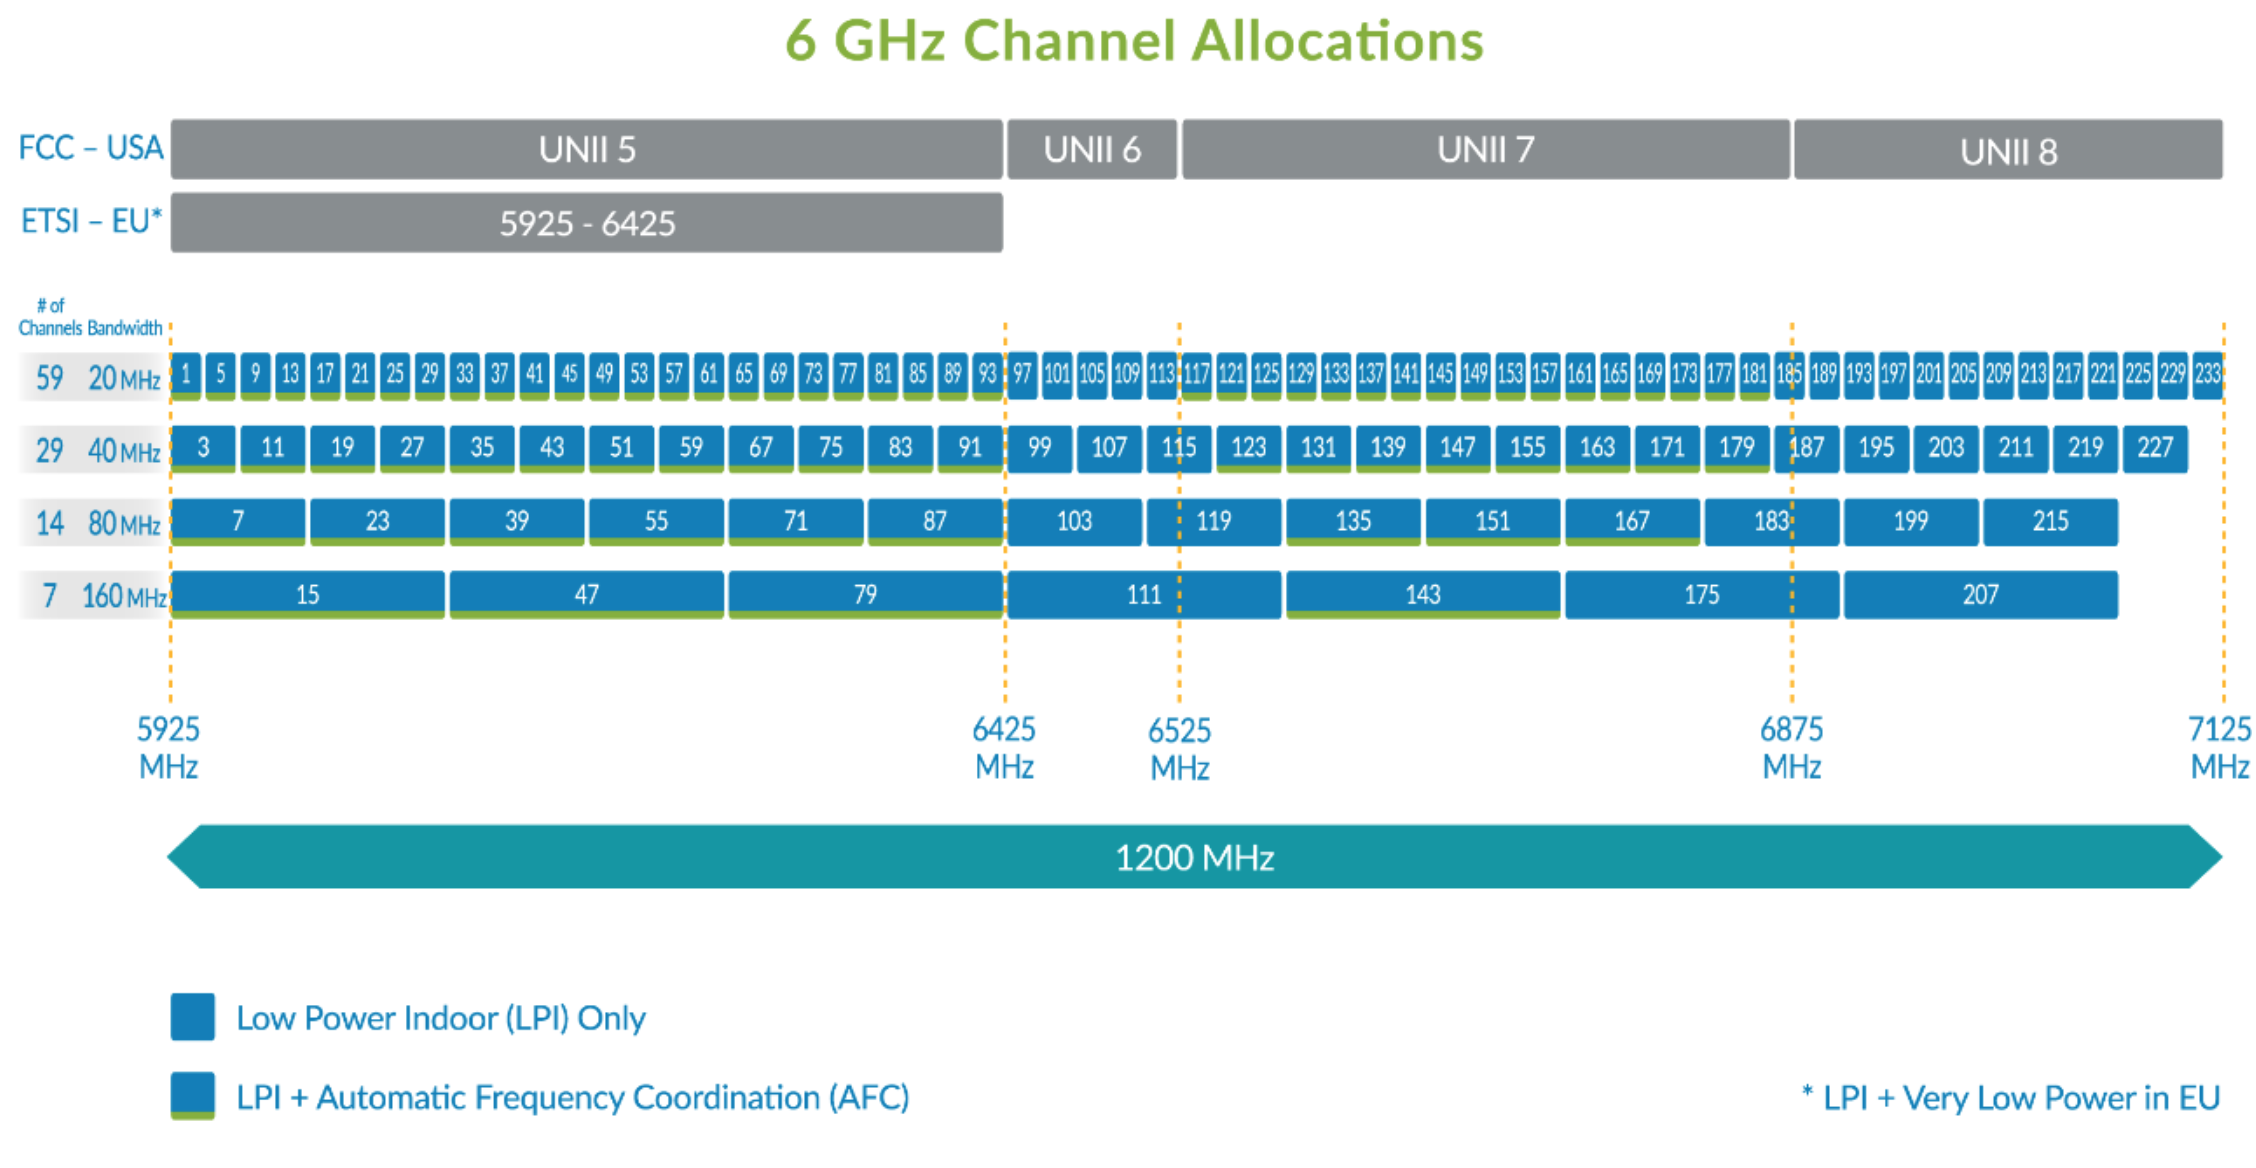 6 GHz Channel Allocations
FCC – USA UNII 5 UNII 6 UNII 7 UNII 8
ETSI – EU* 5925 - 6425
# of
Channels Bandwidth
59 20 MHz 1 5 9 13 17 21 25 29 33 37 41 45 49 53 57 61 65 69 73 77 81 85 89 93 97 101 105 109 113 117 121 125 129 133 137 141 145 149 153 157 161 165 169 173 177 181 185 189 193 197 201 205 209 213 217 221 225 229 233
29 40 MHz 3 11 19 27 35 43 51 59 67 75 83 91 99 107 115 123 131 139 147 155 163 171 179 187 195 203 211 219 227
14 80 MHz 7 23 39 55 71 87 103 119 135 151 167 183 199 215
7 160 MHz 15 47 79 111 143 175 207
5925 6425 6525 6875 7125
MHz MHz MHz MHz MHz
1200 MHz
Low Power Indoor (LPI) Only
LPI + Automatic Frequency Coordination (AFC)
* LPI + Very Low Power in EU